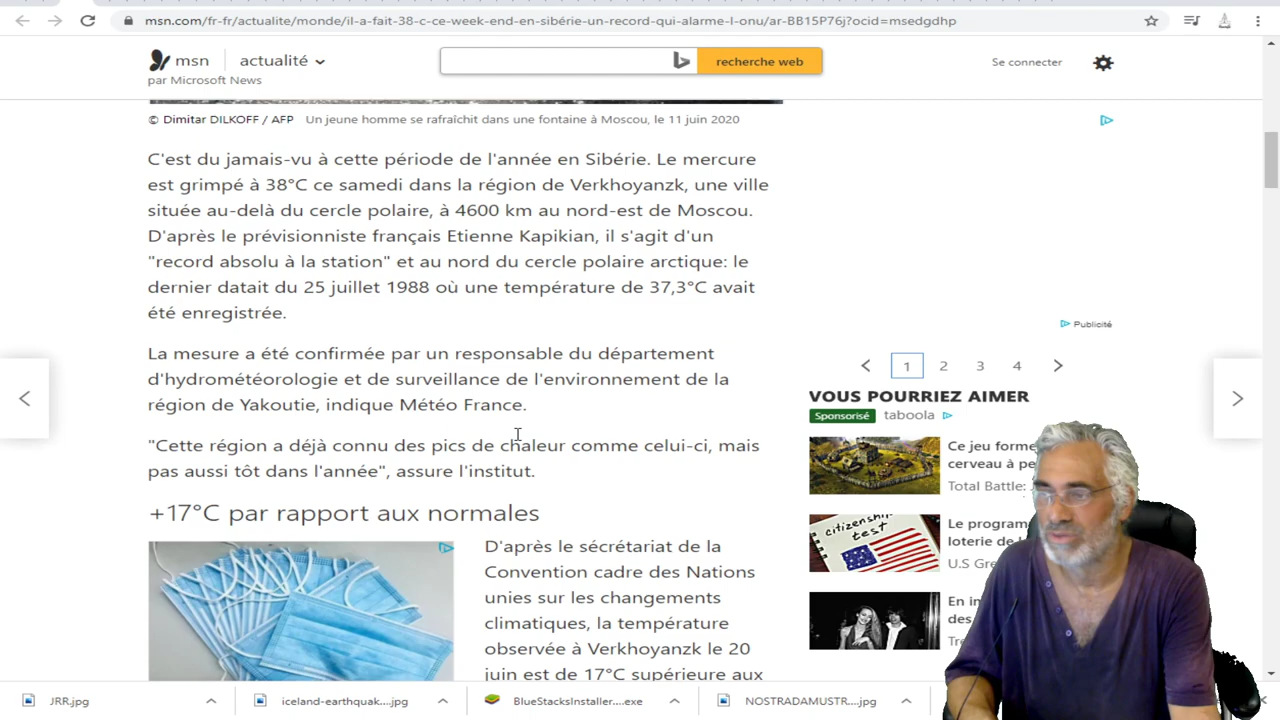 msn.com/fr-fr/actualite/monde/il-a-fait-38-c-ce-week-end-en-sibérie-un-record-qui-alarme-l-onu/ar-BB15P76j?ocid=msedgdhp
msn
actualité
par Microsoft News
recherche web
Se connecter
© Dimitar DILKOFF / AFP Un jeune homme se rafraîchit dans une fontaine à Moscou, le 11 juin 2020
C'est du jamais-vu à cette période de l'année en Sibérie. Le mercure
est grimpé à 38°C ce samedi dans la région de Verkhoyanzk, une ville
située au-delà du cercle polaire, à 4600 km au nord-est de Moscou.
D'après le prévisionniste français Etienne Kapikian, il s'agit d'un
"record absolu à la station" et au nord du cercle polaire arctique: le
dernier datait du 25 juillet 1988 où une température de 37,3°C avait
été enregistrée.
La mesure a été confirmée par un responsable du département
d'hydrométéorologie et de surveillance de l'environnement de la
région de Yakoutie, indique Météo France.
"Cette région a déjà connu des pics de chaleur comme celui-ci, mais
pas aussi tôt dans l'année", assure l'institut.
+17°C par rapport aux normales
D'après le sécrétariat de la
Convention cadre des Nations
unies sur les changements
climatiques, la température
observée à Verkhoyanzk le 20
juin est de 17°C supérieure aux
Publicité
1 2 3 4
VOUS POURRIEZ AIMER
Sponsorisé taboola
Ce jeu forme
cerveau à pe
Total Battle:
citizenship
test
Le program
loterie de
U.S Gre
En
des
JRR.jpg
iceland-earthquak....jpg
BlueStacksInstaller....exe
NOSTRADAMUSTR....jpg